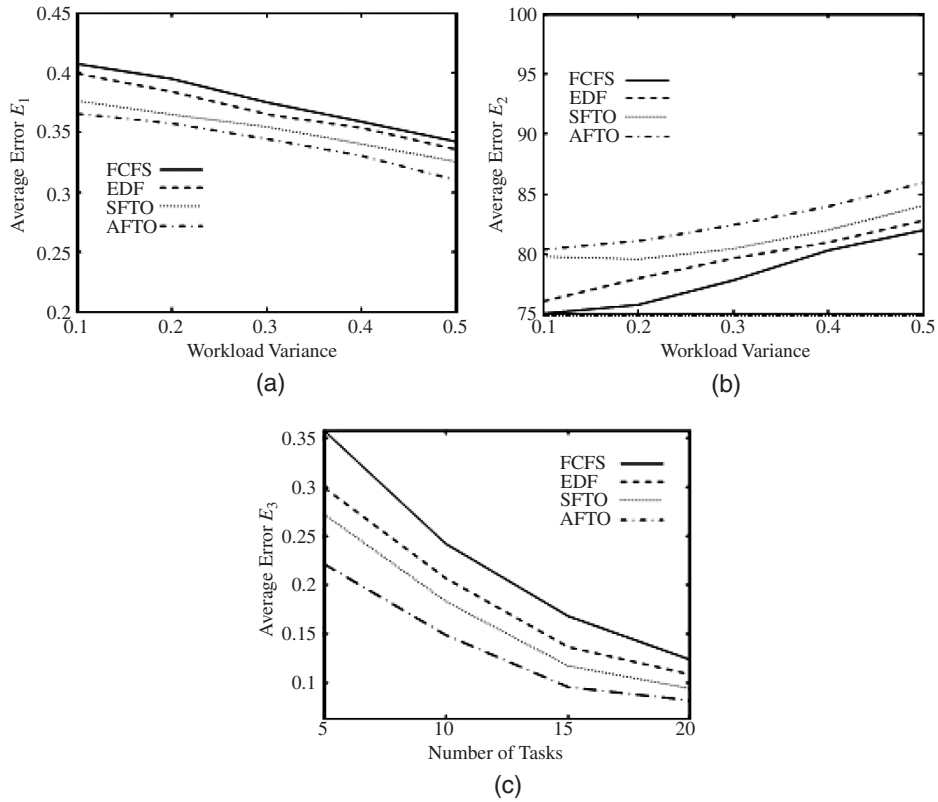 0.45
0.4
0.35
0.3
0.25
0.2
Average Error E1
FCFS
EDF
SFTO
AFTO
0.1 0.2 0.3 0.4 0.5
Workload Variance
(a)
100
95
90
85
80
75
Average Error E2
FCFS
EDF
SFTO
AFTO
0.1 0.2 0.3 0.4 0.5
Workload Variance
(b)
0.35
0.3
0.25
0.2
0.15
0.1
Average Error E3
FCFS
EDF
SFTO
AFTO
5 10 15 20
Number of Tasks
(c)